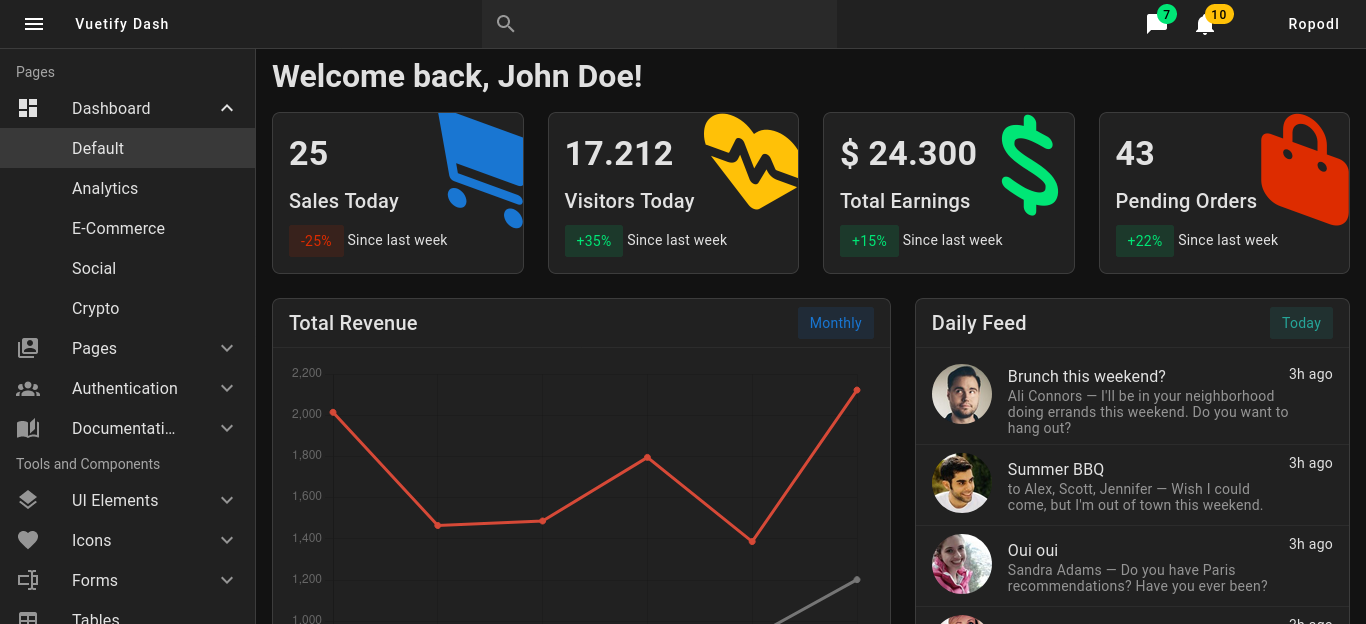 Vuetify Dash
7
10
Ropodl
Pages
Dashboard
Default
Analytics
E-Commerce
Social
Crypto
Pages
Authentication
Documentati…
Tools and Components
UI Elements
Icons
Forms
Tables
Welcome back, John Doe!
25
Sales Today
-25% Since last week
17.212
Visitors Today
+35% Since last week
$ 24.300
Total Earnings
+15% Since last week
43
Pending Orders
+22% Since last week
Total Revenue
Monthly
2,200
2,000
1,800
1,600
1,400
1,200
1,000
Daily Feed
Today
Brunch this weekend?
3h ago
Ali Connors — I'll be in your neighborhood
doing errands this weekend. Do you want to
hang out?
Summer BBQ
3h ago
to Alex, Scott, Jennifer — Wish I could
come, but I'm out of town this weekend.
Oui oui
3h ago
Sandra Adams — Do you have Paris
recommendations? Have you ever been?